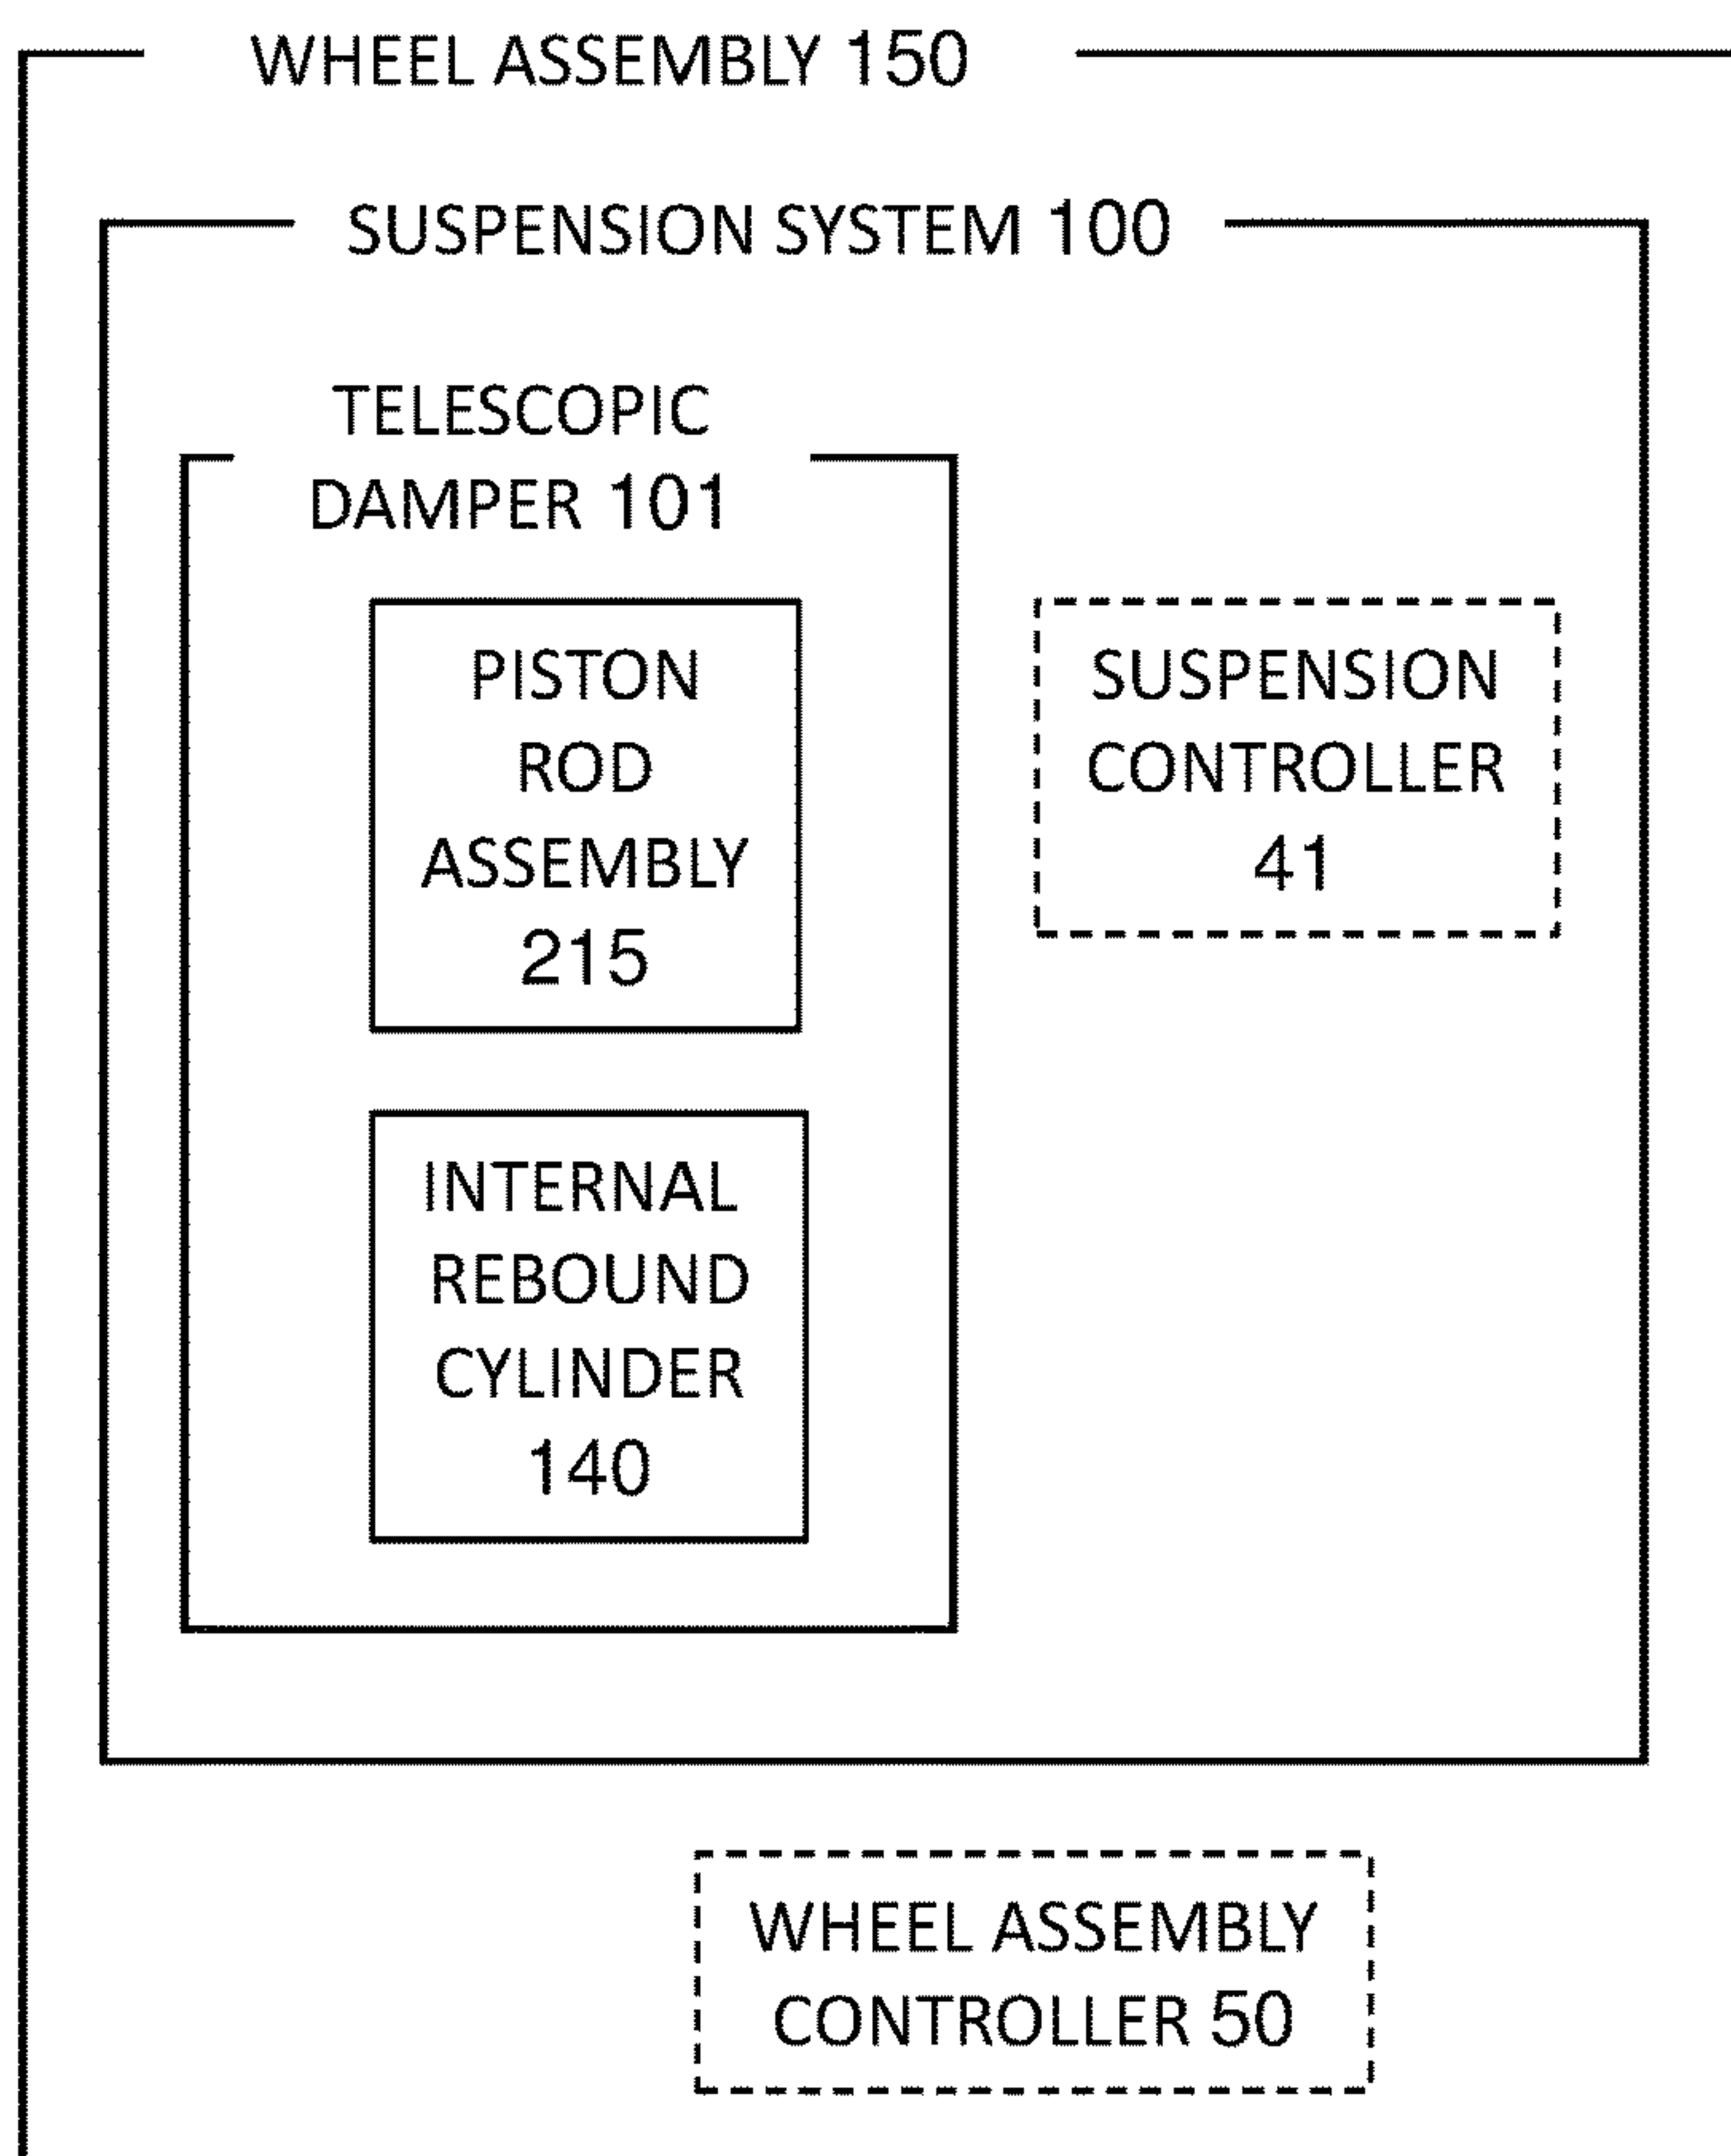 WHEEL ASSEMBLY 150
SUSPENSION SYSTEM 100
TELESCOPIC
DAMPER 101
PISTON
ROD
ASSEMBLY
215
SUSPENSION
CONTROLLER
41
INTERNAL
REBOUND
CYLINDER
140
WHEEL ASSEMBLY
CONTROLLER 50